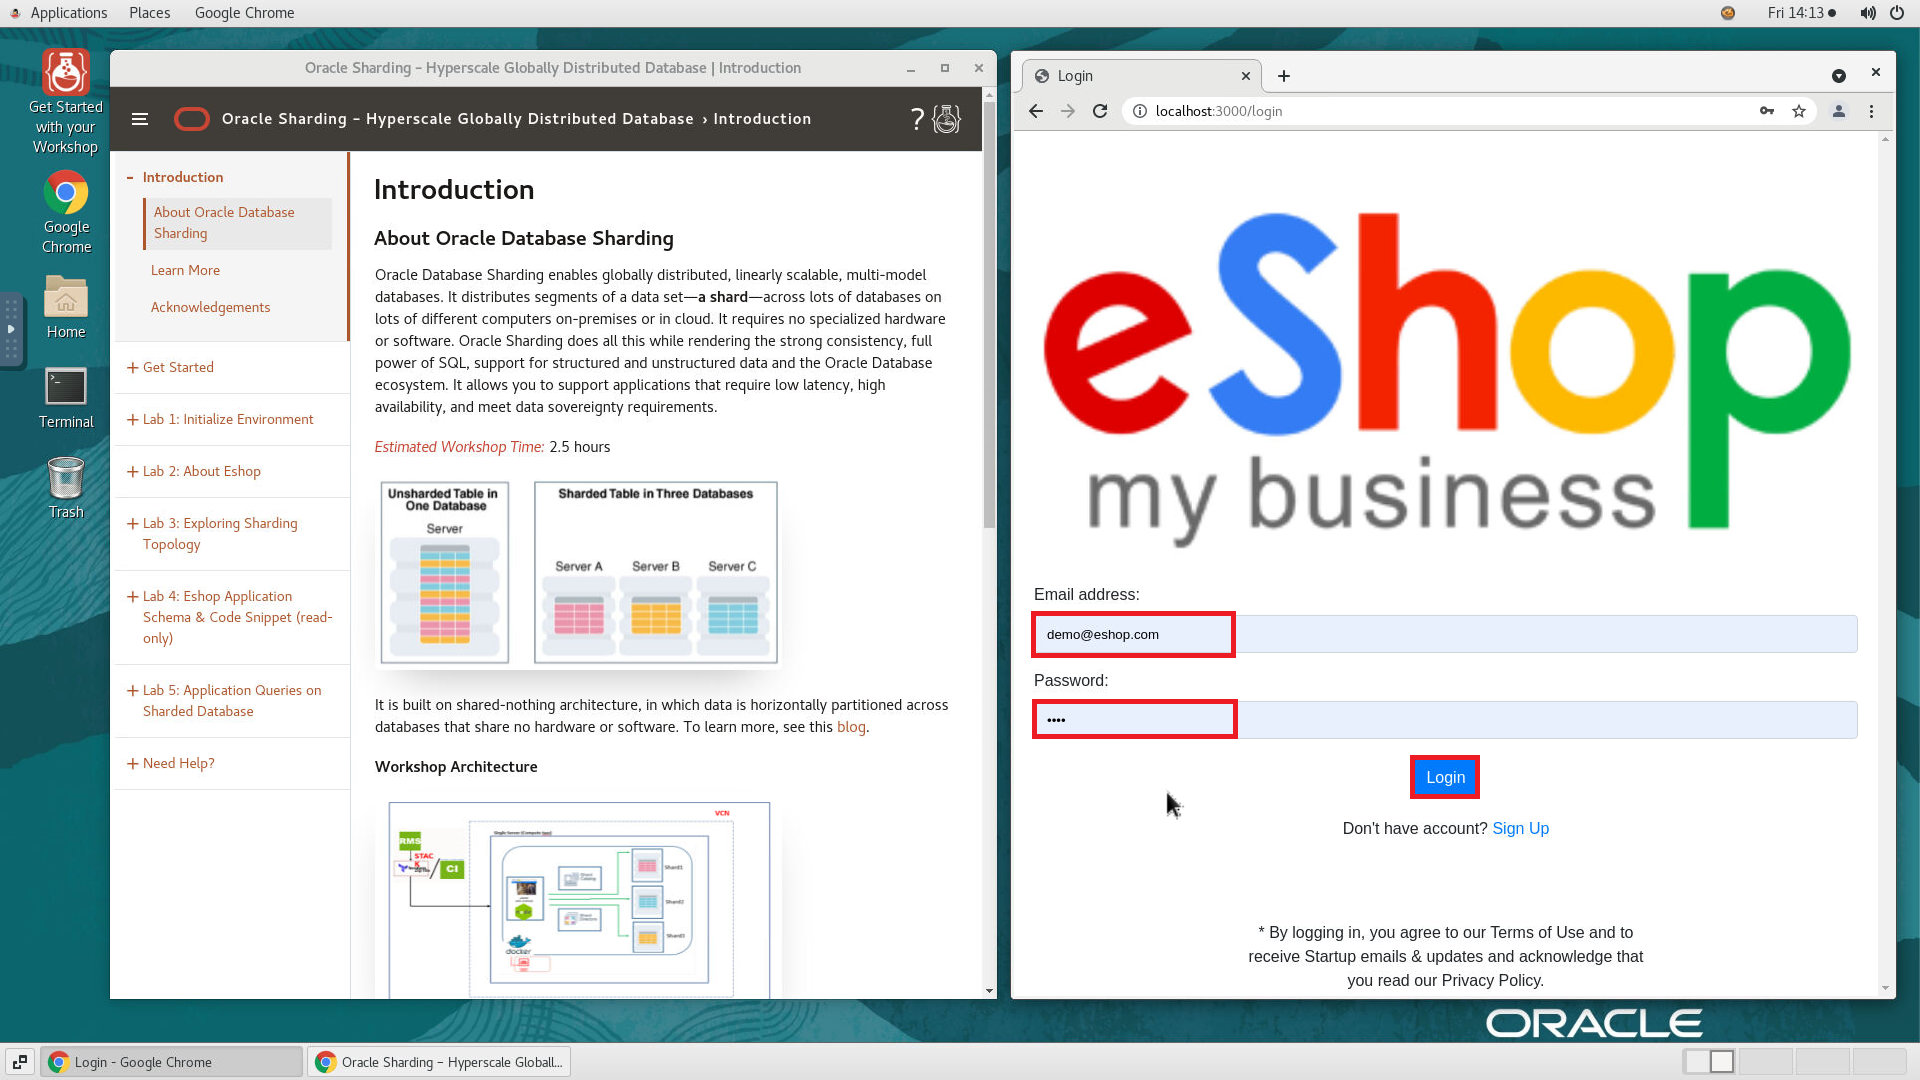 Applications Places Google Chrome
Fri 14:13
Get Started
with your
Workshop
Google
Chrome
Home
Terminal
Trash
Oracle Sharding – Hyperscale Globally Distributed Database | Introduction
Oracle Sharding – Hyperscale Globally Distributed Database › Introduction
?
- Introduction
About Oracle Database
Sharding
Learn More
Acknowledgements
+ Get Started
+ Lab 1: Initialize Environment
+ Lab 2: About Eshop
+ Lab 3: Exploring Sharding
Topology
+ Lab 4: Eshop Application
Schema & Code Snippet (read-
only)
+ Lab 5: Application Queries on
Sharded Database
+ Need Help?
Introduction
About Oracle Database Sharding
Oracle Database Sharding enables globally distributed, linearly scalable, multi-model
databases. It distributes segments of a data set—a shard—across lots of databases on
lots of different computers on-premises or in cloud. It requires no specialized hardware
or software. Oracle Sharding does all this while rendering the strong consistency, full
power of SQL, support for structured and unstructured data and the Oracle Database
ecosystem. It allows you to support applications that require low latency, high
availability, and meet data sovereignty requirements.
Estimated Workshop Time: 2.5 hours
Unsharded Table in
One Database
Server
Sharded Table in Three Databases
Server A Server B Server C
It is built on shared-nothing architecture, in which data is horizontally partitioned across
databases that share no hardware or software. To learn more, see this blog.
Workshop Architecture
VCN
RMS
STAC
K
CI
Shard1
Shard2
Shard3
docker
Login
localhost:3000/login
eShop
my business
Email address:
demo@eshop.com
Password:
••••
Login
Don't have account? Sign Up
* By logging in, you agree to our Terms of Use and to
receive Startup emails & updates and acknowledge that
you read our Privacy Policy.
ORACLE
Login - Google Chrome
Oracle Sharding – Hyperscale Globall...